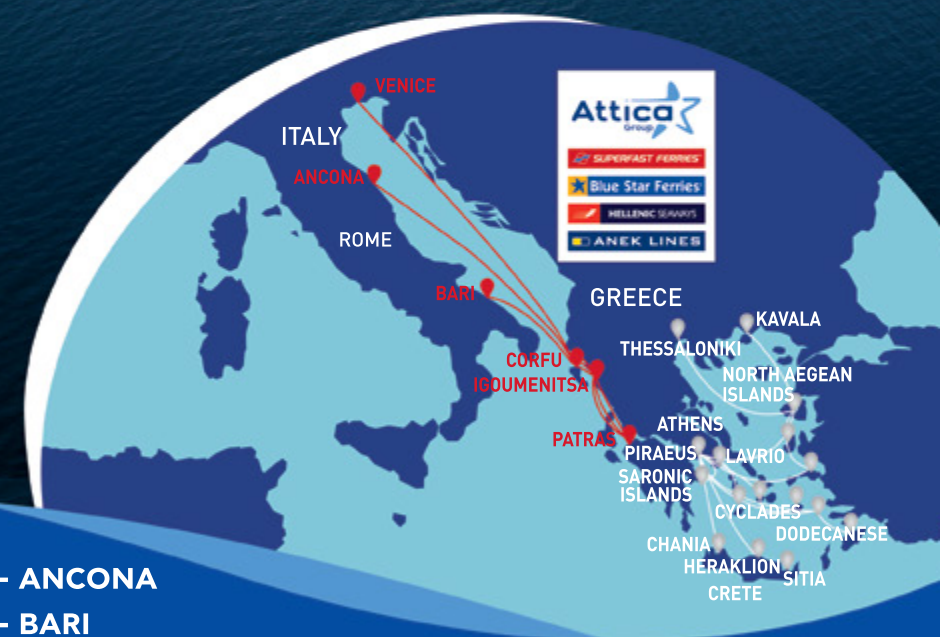 VENICE
ITALY
ANCONA
ROME
BARI
Attica
Group
SUPERFAST FERRIES
Blue Star Ferries
HELLENIC SEAWAYS
ANEK LINES
GREECE
KAVALA
THESSALONIKI
CORFU
IGOUMENITSA
NORTH AEGEAN
ISLANDS
ATHENS
PATRAS
PIRAEUS
LAVRIO
SARONIC
ISLANDS
CYCLADES
DODECANESE
CHANIA
HERAKLION
SITIA
CRETE
- ANCONA
- BARI